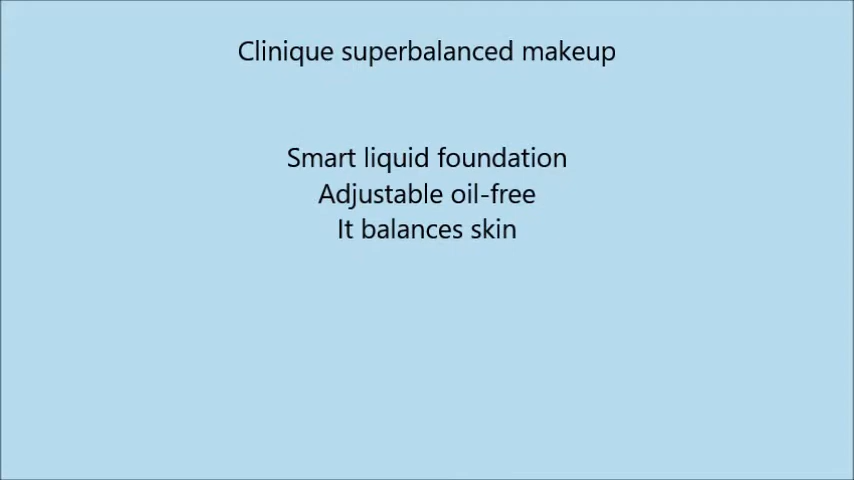 Clinique superbalanced makeup
Smart liquid foundation
Adjustable oil-free
It balances skin